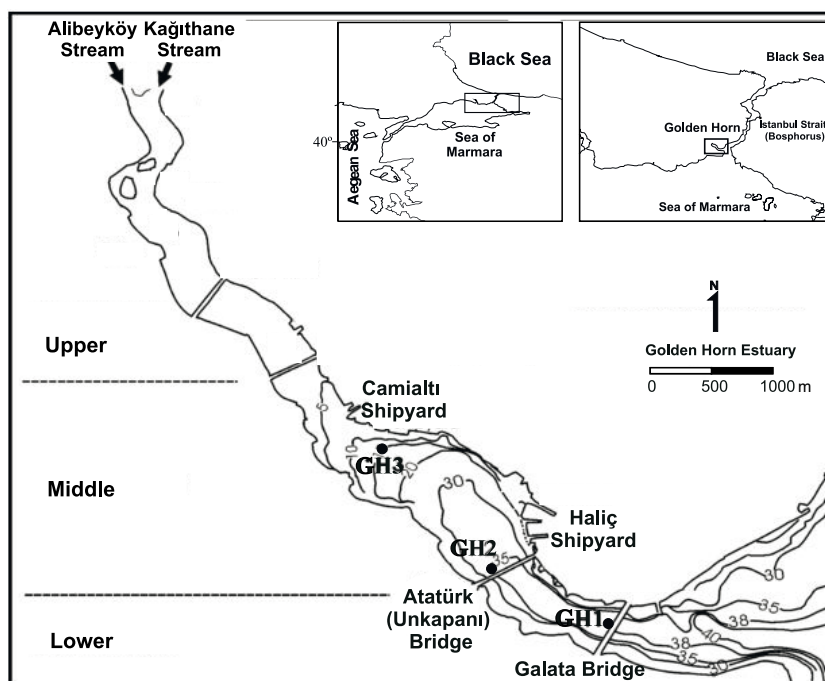 Alibeyköy Kağıthane
Stream Stream
Black Sea
40°
Aegean Sea
Sea of
Marmara
Black Sea
Golden Horn
İstanbul Strait
(Bosphorus)
Sea of Marmara
N
Golden Horn Estuary
0 500 1000 m
Upper
Camialtı
Shipyard
5
10
GH3
20
30
Middle
Haliç
Shipyard
GH2
35
30
Atatürk
(Unkapanı)
Bridge
GH1
35
38
40
Lower
38
35
30
Galata Bridge